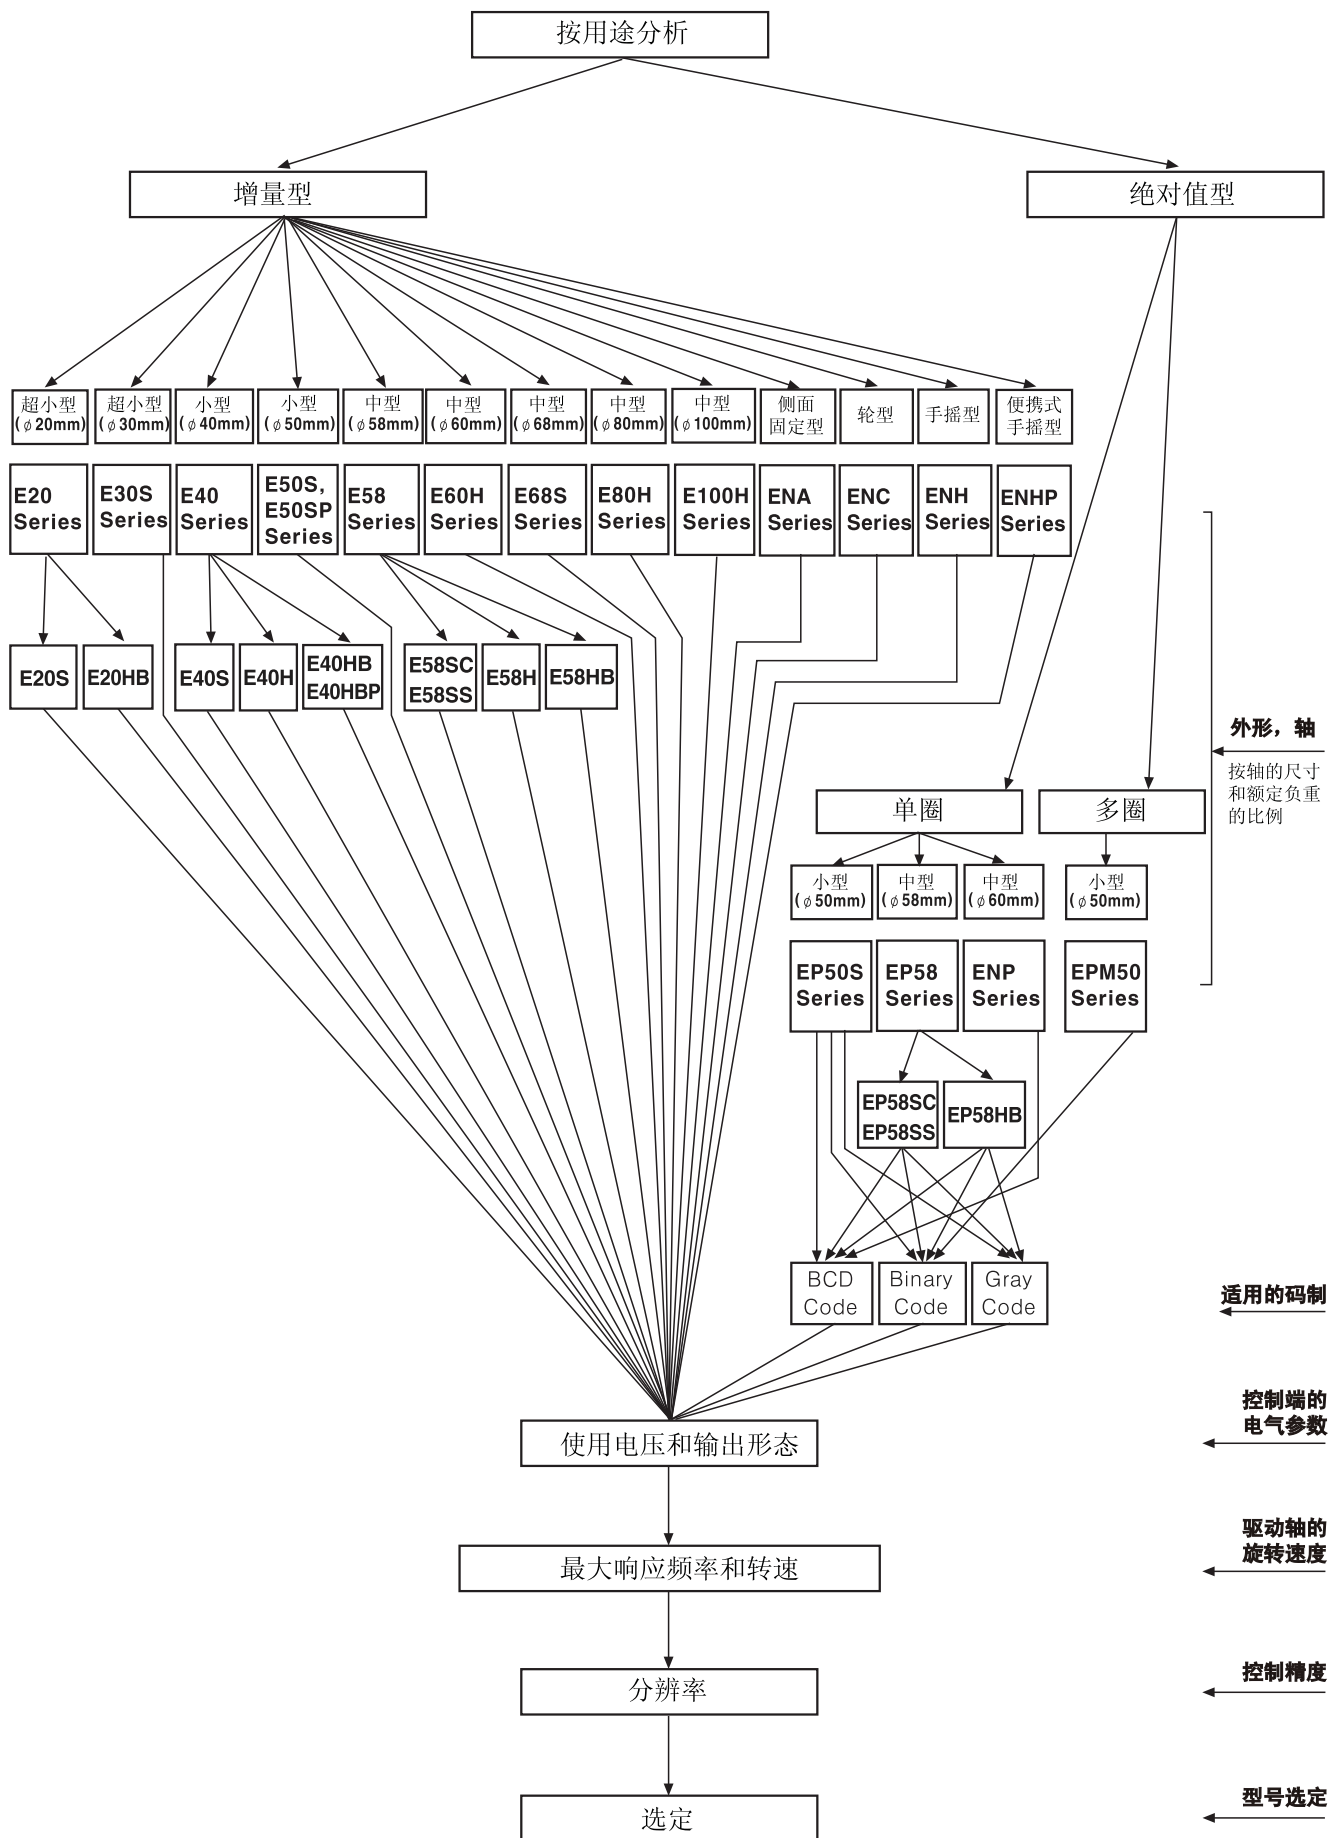 按用途分析
增量型
绝对值型
超小型
(φ20mm)
超小型
(φ30mm)
小型
(φ40mm)
小型
(φ50mm)
中型
(φ58mm)
中型
(φ60mm)
中型
(φ68mm)
中型
(φ80mm)
中型
(φ100mm)
侧面
固定型
轮型
手摇型
便携式
手摇型
E20
Series
E30S
Series
E40
Series
E50S,
E50SP
Series
E58
Series
E60H
Series
E68S
Series
E80H
Series
E100H
ENA
Series
ENC
Series
ENH
Series
ENHP
Series
E20S
E20HB
E40S
E40H
E40HB
E40HBP
E58SC
E58SS
E58H
E58HB
外形，轴
按轴的尺寸
和额定负重
的比例
单圈
多圈
小型
(φ50mm)
中型
(φ58mm)
中型
(φ60mm)
小型
(φ50mm)
EP50S
Series
EP58
Series
ENP
Series
EPM50
Series
EP58SC
EP58SS
EP58HB
BCD
Code
Binary
Code
Gray
Code
适用的码制
控制端的
电气参数
使用电压和输出形态
驱动轴的
旋转速度
最大响应频率和转速
控制精度
分辨率
型号选定
选定